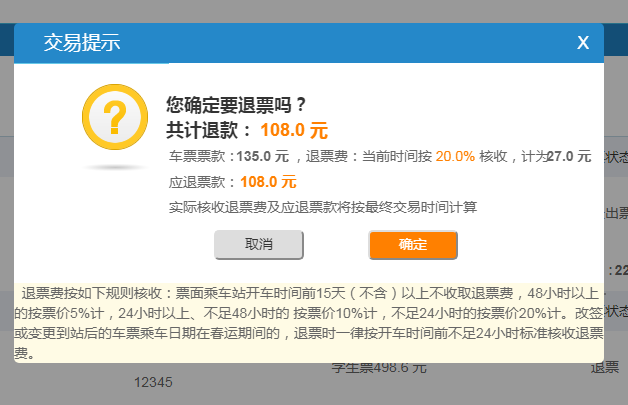 交易提示 X
您确定要退票吗？
共计退款： 108.0 元
车票票款：135.0 元 ，退票费：当前时间按 20.0% 核收，计为27.0 元
应退票款： 108.0 元
实际核收退票费及应退票款将按最终交易时间计算
取消 确定
退票费按如下规则核收：票面乘车站开车时间前15天（不含）以上不收取退票费，48小时以上
的按票价5%计，24小时以上、不足48小时的 按票价10%计，不足24小时的按票价20%计。改签
或变更到站后的车票乘车日期在春运期间的，退票时一律按开车时间前不足24小时标准核收退票
费。
状态
出票
: 22
状态
学生票498.6 元 退票
12345